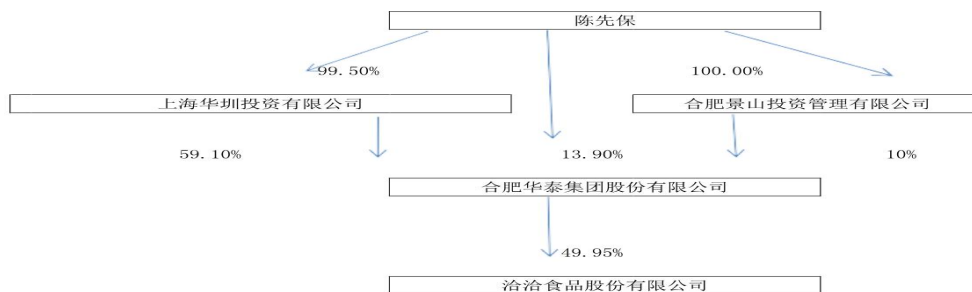 陈先保
99.50%
100.00%
上海华圳投资有限公司
合肥景山投资管理有限公司
59.10%
13.90%
10%
合肥华泰集团股份有限公司
49.95%
洽洽食品股份有限公司